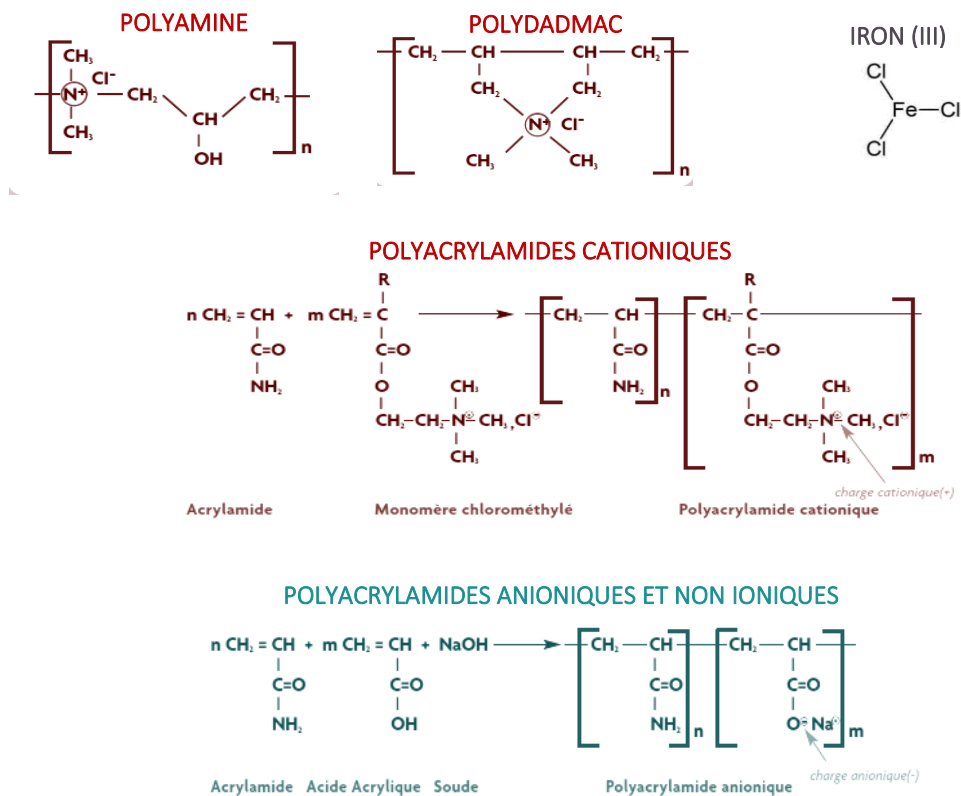 POLYAMINE
POLYDADMAC
IRON (III)
CH₃
Cl⁻
N⁺
CH₂
CH₂
CH
CH₃
OH
n
CH₂
CH
CH
CH₂
CH₂
CH₂
N⁺ Cl⁻
CH₃
CH₃
n
Cl
Fe—Cl
Cl
POLYACRYLAMIDES CATIONIQUES
R
R
n CH₂ = CH + m CH₂ = C
CH₂ CH
CH₂ C
C=O
C=O
C=O
C=O
NH₂
O
CH₃
NH₂
n
O
CH₃
CH₂–CH₂–N⊕–CH₃,Cl⊖
CH₂–CH₂–N⊕–CH₃,Cl⊖
CH₃
CH₃
m
charge cationique(+)
Acrylamide
Monomère chlorométhylé
Polyacrylamide cationique
POLYACRYLAMIDES ANIONIQUES ET NON IONIQUES
n CH₂ = CH + m CH₂ = CH + NaOH
CH₂ CH
CH₂ CH
C=O
C=O
C=O
C=O
NH₂
OH
NH₂
n
O⊖ Na⊕
m
charge anionique(-)
Acrylamide Acide Acrylique Soude
Polyacrylamide anionique